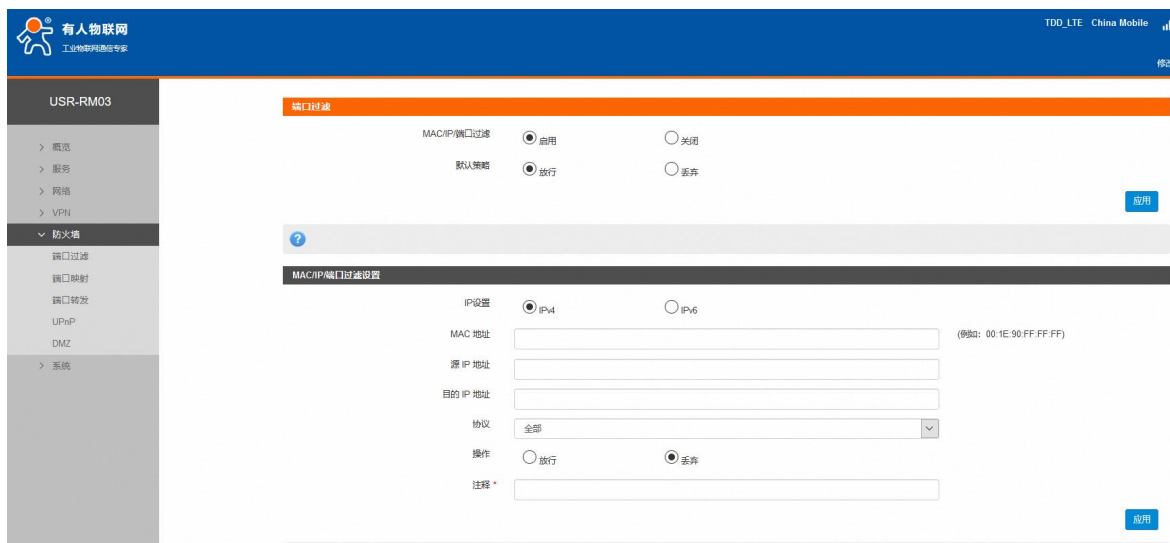 有人物联网
工业物联网通信专家
TDD_LTE China Mobile
USR-RM03
概览
服务
网络
VPN
防火墙
端口过滤
端口映射
端口转发
UPnP
DMZ
系统
端口过滤
MAC/IP/端口过滤 启用 关闭
默认策略 放行 丢弃
应用
MAC/IP/端口过滤设置
IP设置 IPv4 IPv6
MAC 地址 (例如: 00:1E:90:FF:FF:FF)
源 IP 地址
目的 IP 地址
协议 全部
操作 放行 丢弃
注释 *
应用